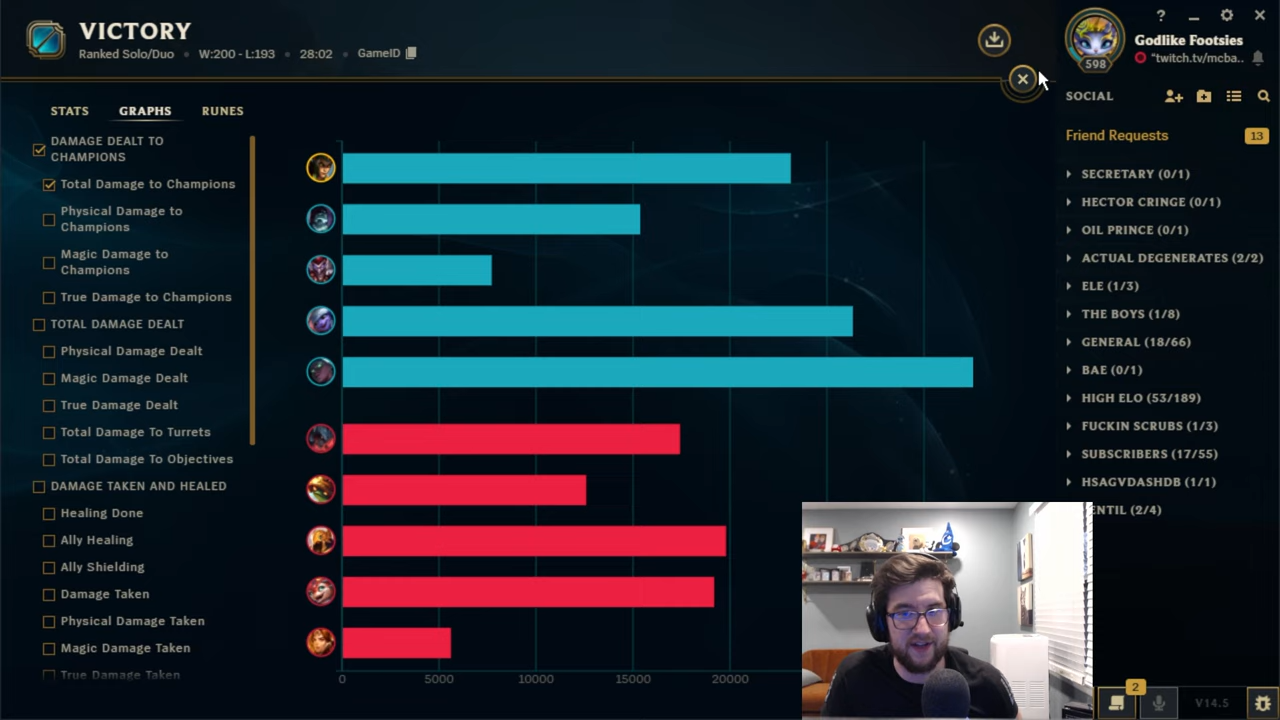 VICTORY
Ranked Solo/Duo • W:200 - L:193 • 28:02 • GameID
STATS GRAPHS RUNES
DAMAGE DEALT TO
CHAMPIONS
Total Damage to Champions
Physical Damage to
Champions
Magic Damage to
Champions
True Damage to Champions
TOTAL DAMAGE DEALT
Physical Damage Dealt
Magic Damage Dealt
True Damage Dealt
Total Damage To Turrets
Total Damage To Objectives
DAMAGE TAKEN AND HEALED
Healing Done
Ally Healing
Ally Shielding
Damage Taken
Physical Damage Taken
Magic Damage Taken
True Damage Taken
0 5000 10000 15000 20000
598
Godlike Footsies
"twitch.tv/mcba..
SOCIAL
Friend Requests 13
SECRETARY (0/1)
HECTOR CRINGE (0/1)
OIL PRINCE (0/1)
ACTUAL DEGENERATES (2/2)
ELE (1/3)
THE BOYS (1/8)
GENERAL (18/66)
BAE (0/1)
HIGH ELO (53/189)
FUCKIN SCRUBS (1/3)
SUBSCRIBERS (17/55)
HSAGVDASHDB (1/1)
ENTIL (2/4)
2
V14.5